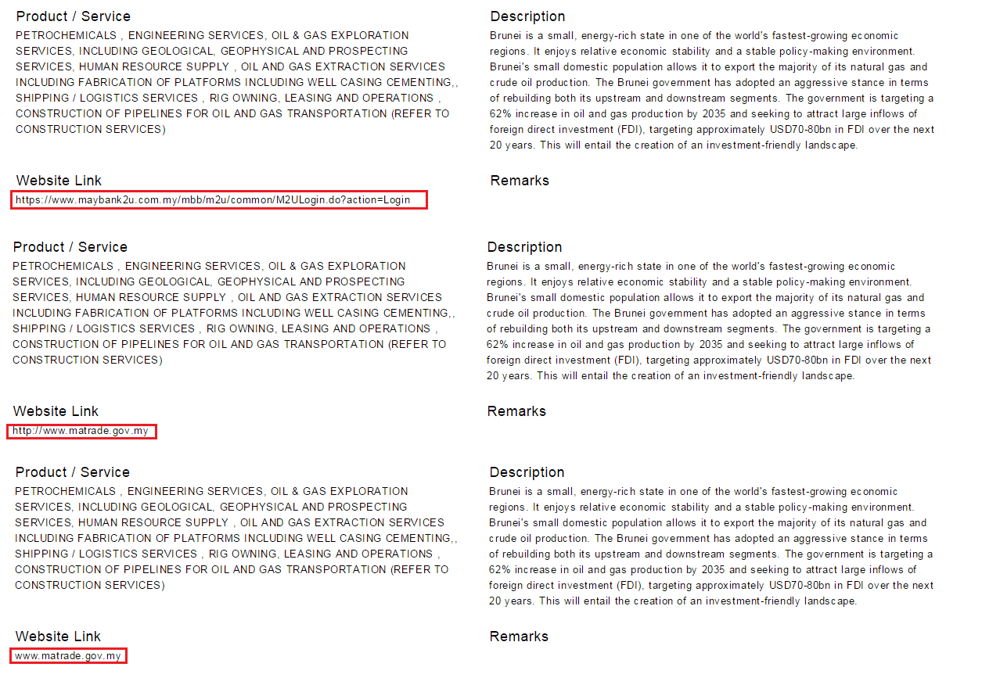 Product / Service
PETROCHEMICALS , ENGINEERING SERVICES, OIL & GAS EXPLORATION
SERVICES, INCLUDING GEOLOGICAL, GEOPHYSICAL AND PROSPECTING
SERVICES, HUMAN RESOURCE SUPPLY , OIL AND GAS EXTRACTION SERVICES
INCLUDING FABRICATION OF PLATFORMS INCLUDING WELL CASING CEMENTING,,
SHIPPING / LOGISTICS SERVICES , RIG OWNING, LEASING AND OPERATIONS ,
CONSTRUCTION OF PIPELINES FOR OIL AND GAS TRANSPORTATION (REFER TO
CONSTRUCTION SERVICES)
Description
Brunei is a small, energy-rich state in one of the world's fastest-growing economic
regions. It enjoys relative economic stability and a stable policy-making environment.
Brunei's small domestic population allows it to export the majority of its natural gas and
crude oil production. The Brunei government has adopted an aggressive stance in terms
of rebuilding both its upstream and downstream segments. The government is targeting a
62% increase in oil and gas production by 2035 and seeking to attract large inflows of
foreign direct investment (FDI), targeting approximately USD70-80bn in FDI over the next
20 years. This will entail the creation of an investment-friendly landscape.
Website Link
https://www.maybank2u.com.my/mbb/m2u/common/M2ULogin.do?action=Login
Remarks
Product / Service
PETROCHEMICALS , ENGINEERING SERVICES, OIL & GAS EXPLORATION
SERVICES, INCLUDING GEOLOGICAL, GEOPHYSICAL AND PROSPECTING
SERVICES, HUMAN RESOURCE SUPPLY , OIL AND GAS EXTRACTION SERVICES
INCLUDING FABRICATION OF PLATFORMS INCLUDING WELL CASING CEMENTING,,
SHIPPING / LOGISTICS SERVICES , RIG OWNING, LEASING AND OPERATIONS ,
CONSTRUCTION OF PIPELINES FOR OIL AND GAS TRANSPORTATION (REFER TO
CONSTRUCTION SERVICES)
Description
Brunei is a small, energy-rich state in one of the world's fastest-growing economic
regions. It enjoys relative economic stability and a stable policy-making environment.
Brunei's small domestic population allows it to export the majority of its natural gas and
crude oil production. The Brunei government has adopted an aggressive stance in terms
of rebuilding both its upstream and downstream segments. The government is targeting a
62% increase in oil and gas production by 2035 and seeking to attract large inflows of
foreign direct investment (FDI), targeting approximately USD70-80bn in FDI over the next
20 years. This will entail the creation of an investment-friendly landscape.
Website Link
http://www.matrade.gov.my
Remarks
Product / Service
PETROCHEMICALS , ENGINEERING SERVICES, OIL & GAS EXPLORATION
SERVICES, INCLUDING GEOLOGICAL, GEOPHYSICAL AND PROSPECTING
SERVICES, HUMAN RESOURCE SUPPLY , OIL AND GAS EXTRACTION SERVICES
INCLUDING FABRICATION OF PLATFORMS INCLUDING WELL CASING CEMENTING,,
SHIPPING / LOGISTICS SERVICES , RIG OWNING, LEASING AND OPERATIONS ,
CONSTRUCTION OF PIPELINES FOR OIL AND GAS TRANSPORTATION (REFER TO
CONSTRUCTION SERVICES)
Description
Brunei is a small, energy-rich state in one of the world's fastest-growing economic
regions. It enjoys relative economic stability and a stable policy-making environment.
Brunei's small domestic population allows it to export the majority of its natural gas and
crude oil production. The Brunei government has adopted an aggressive stance in terms
of rebuilding both its upstream and downstream segments. The government is targeting a
62% increase in oil and gas production by 2035 and seeking to attract large inflows of
foreign direct investment (FDI), targeting approximately USD70-80bn in FDI over the next
20 years. This will entail the creation of an investment-friendly landscape.
Website Link
www.matrade.gov.my
Remarks